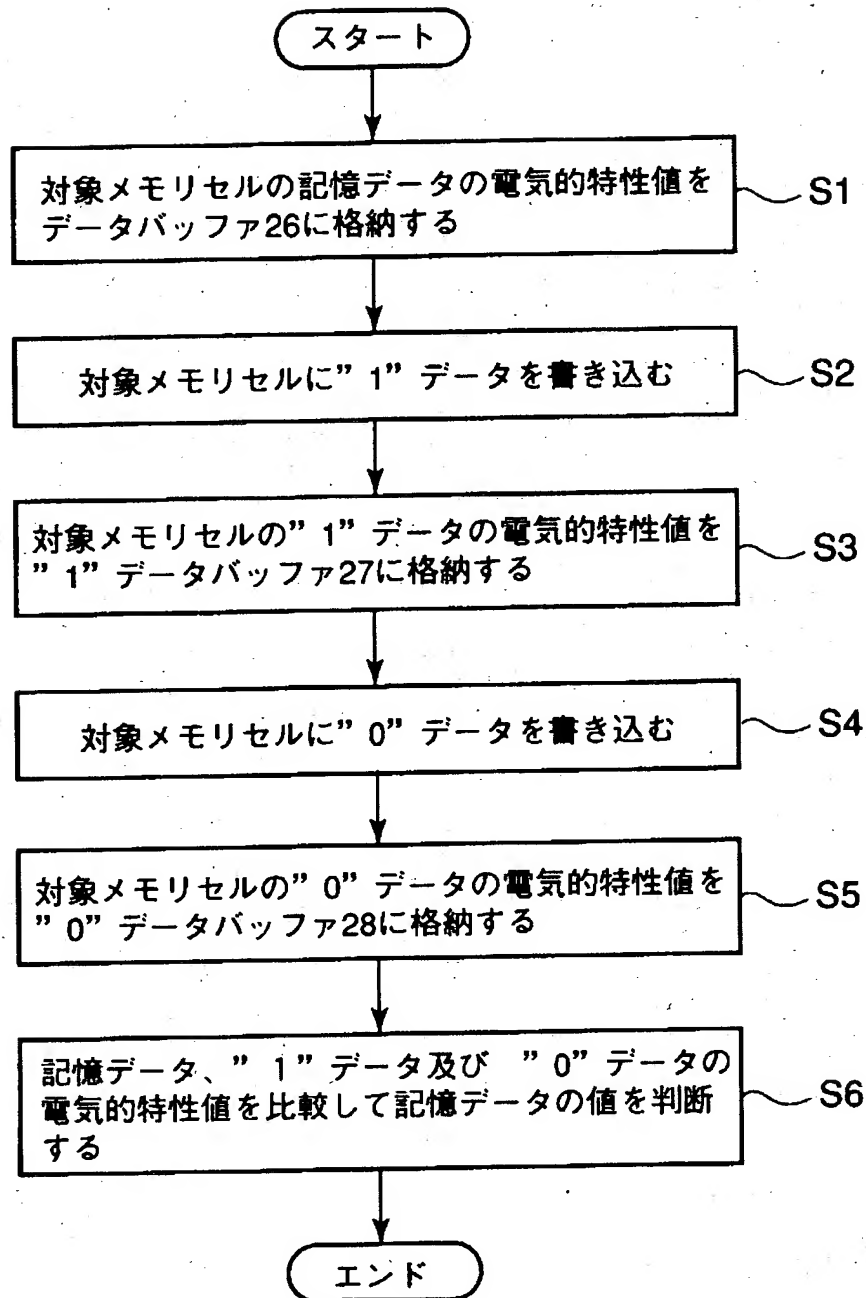 スタート
対象メモリセルの記憶データの電気的特性値を
データバッファ26に格納する
S1
対象メモリセルに”1”データを書き込む
S2
対象メモリセルの”1”データの電気的特性値を
”1”データバッファ27に格納する
S3
対象メモリセルに”0”データを書き込む
S4
対象メモリセルの”0”データの電気的特性値を
”0”データバッファ28に格納する
S5
記憶データ、”1”データ及び ”0”データの
電気的特性値を比較して記憶データの値を判断
する
S6
エンド